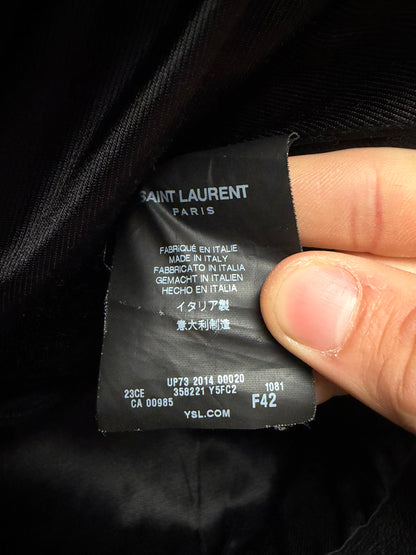 SAINT LAURENT
PARIS
FABRIQUÉ EN ITALIE
MADE IN ITALY
FABBRICATO IN ITALIA
GEMACHT IN ITALIEN
HECHO EN ITALIA
イタリア製
意大利制造
UP73 2014 00020
23CE 358221 Y5FC2 1081
CA 00985 F42
YSL.COM